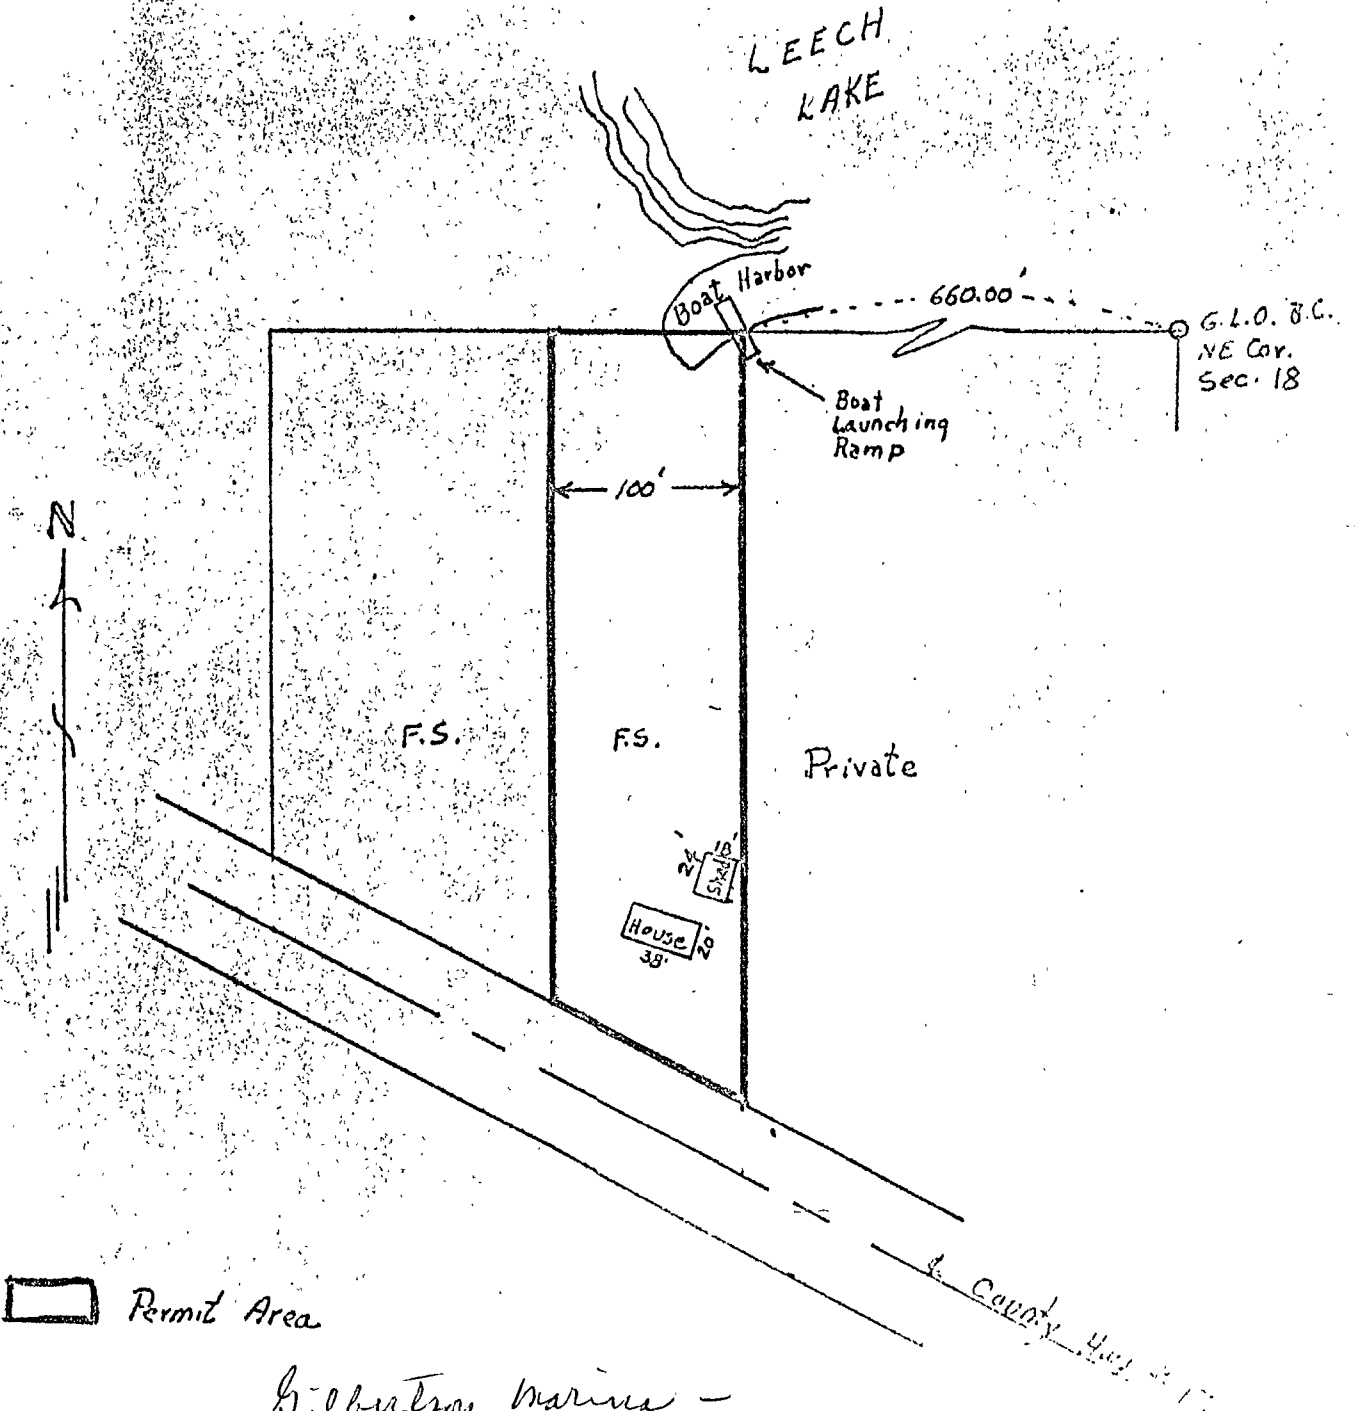 LEECH
LAKE
Boat Harbor
660.00'
G.L.O. B.C.
NE Cor.
Sec. 18
Boat
Launching
Ramp
100'
N
F.S.
F.S.
Private
24'
18'
Shed
House
20'
38'
℄ County
Permit Area
Marina -